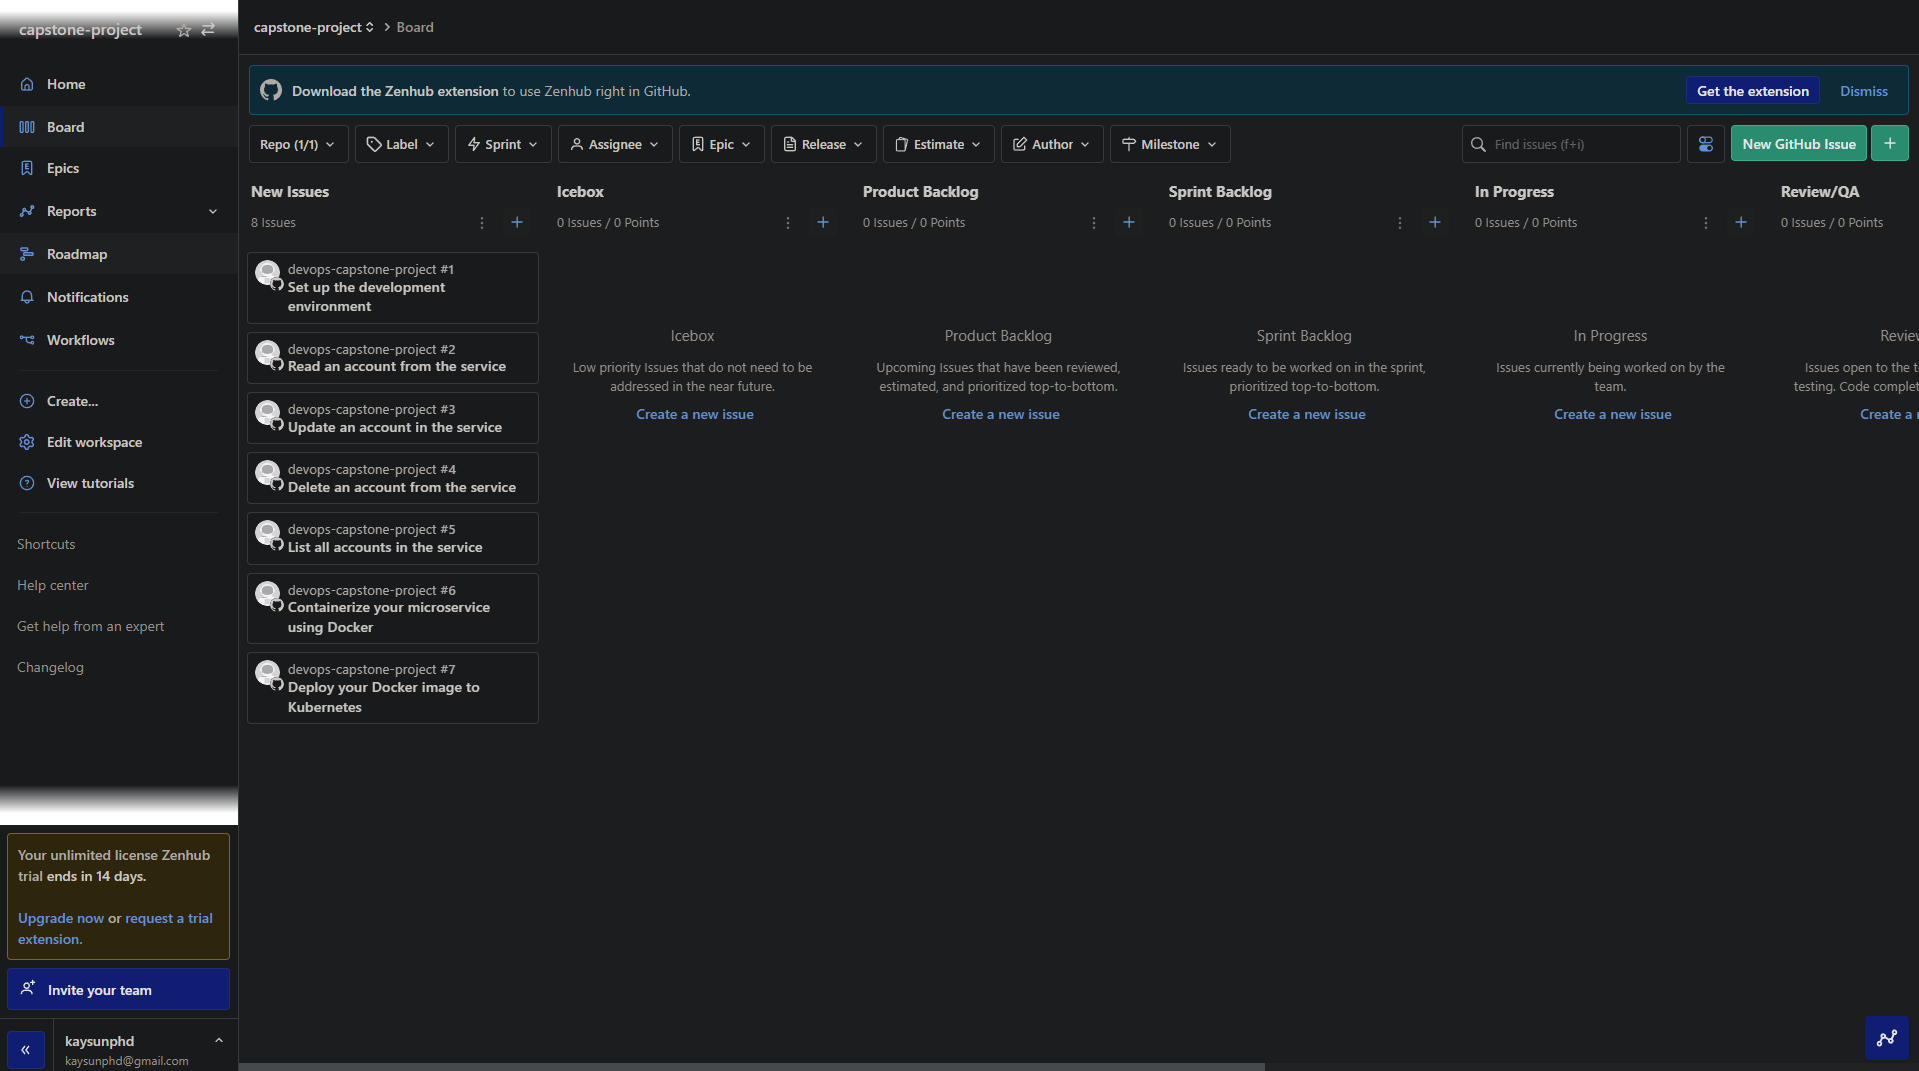 capstone-project
Home
Board
Epics
Reports
Roadmap
Notifications
Workflows
Create...
Edit workspace
View tutorials
Shortcuts
Help center
Get help from an expert
Changelog
Your unlimited license Zenhub
trial ends in 14 days.
Upgrade now or request a trial
extension.
Invite your team
kaysunphd
kaysunphd@gmail.com
capstone-project > Board
Download the Zenhub extension to use Zenhub right in GitHub.
Get the extension
Dismiss
Repo (1/1)
Label
Sprint
Assignee
Epic
Release
Estimate
Author
Milestone
Find issues (f+i)
New GitHub Issue
+
New Issues
8 Issues
devops-capstone-project #1
Set up the development
environment
devops-capstone-project #2
Read an account from the service
devops-capstone-project #3
Update an account in the service
devops-capstone-project #4
Delete an account from the service
devops-capstone-project #5
List all accounts in the service
devops-capstone-project #6
Containerize your microservice
using Docker
devops-capstone-project #7
Deploy your Docker image to
Kubernetes
Icebox
0 Issues / 0 Points
Icebox
Low priority Issues that do not need to be
addressed in the near future.
Create a new issue
Product Backlog
0 Issues / 0 Points
Product Backlog
Upcoming Issues that have been reviewed,
estimated, and prioritized top-to-bottom.
Create a new issue
Sprint Backlog
0 Issues / 0 Points
Sprint Backlog
Issues ready to be worked on in the sprint,
prioritized top-to-bottom.
Create a new issue
In Progress
0 Issues / 0 Points
In Progress
Issues currently being worked on by the
team.
Create a new issue
Review/QA
0 Issues / 0 Points
Issues open to the
testing. Code
Create a